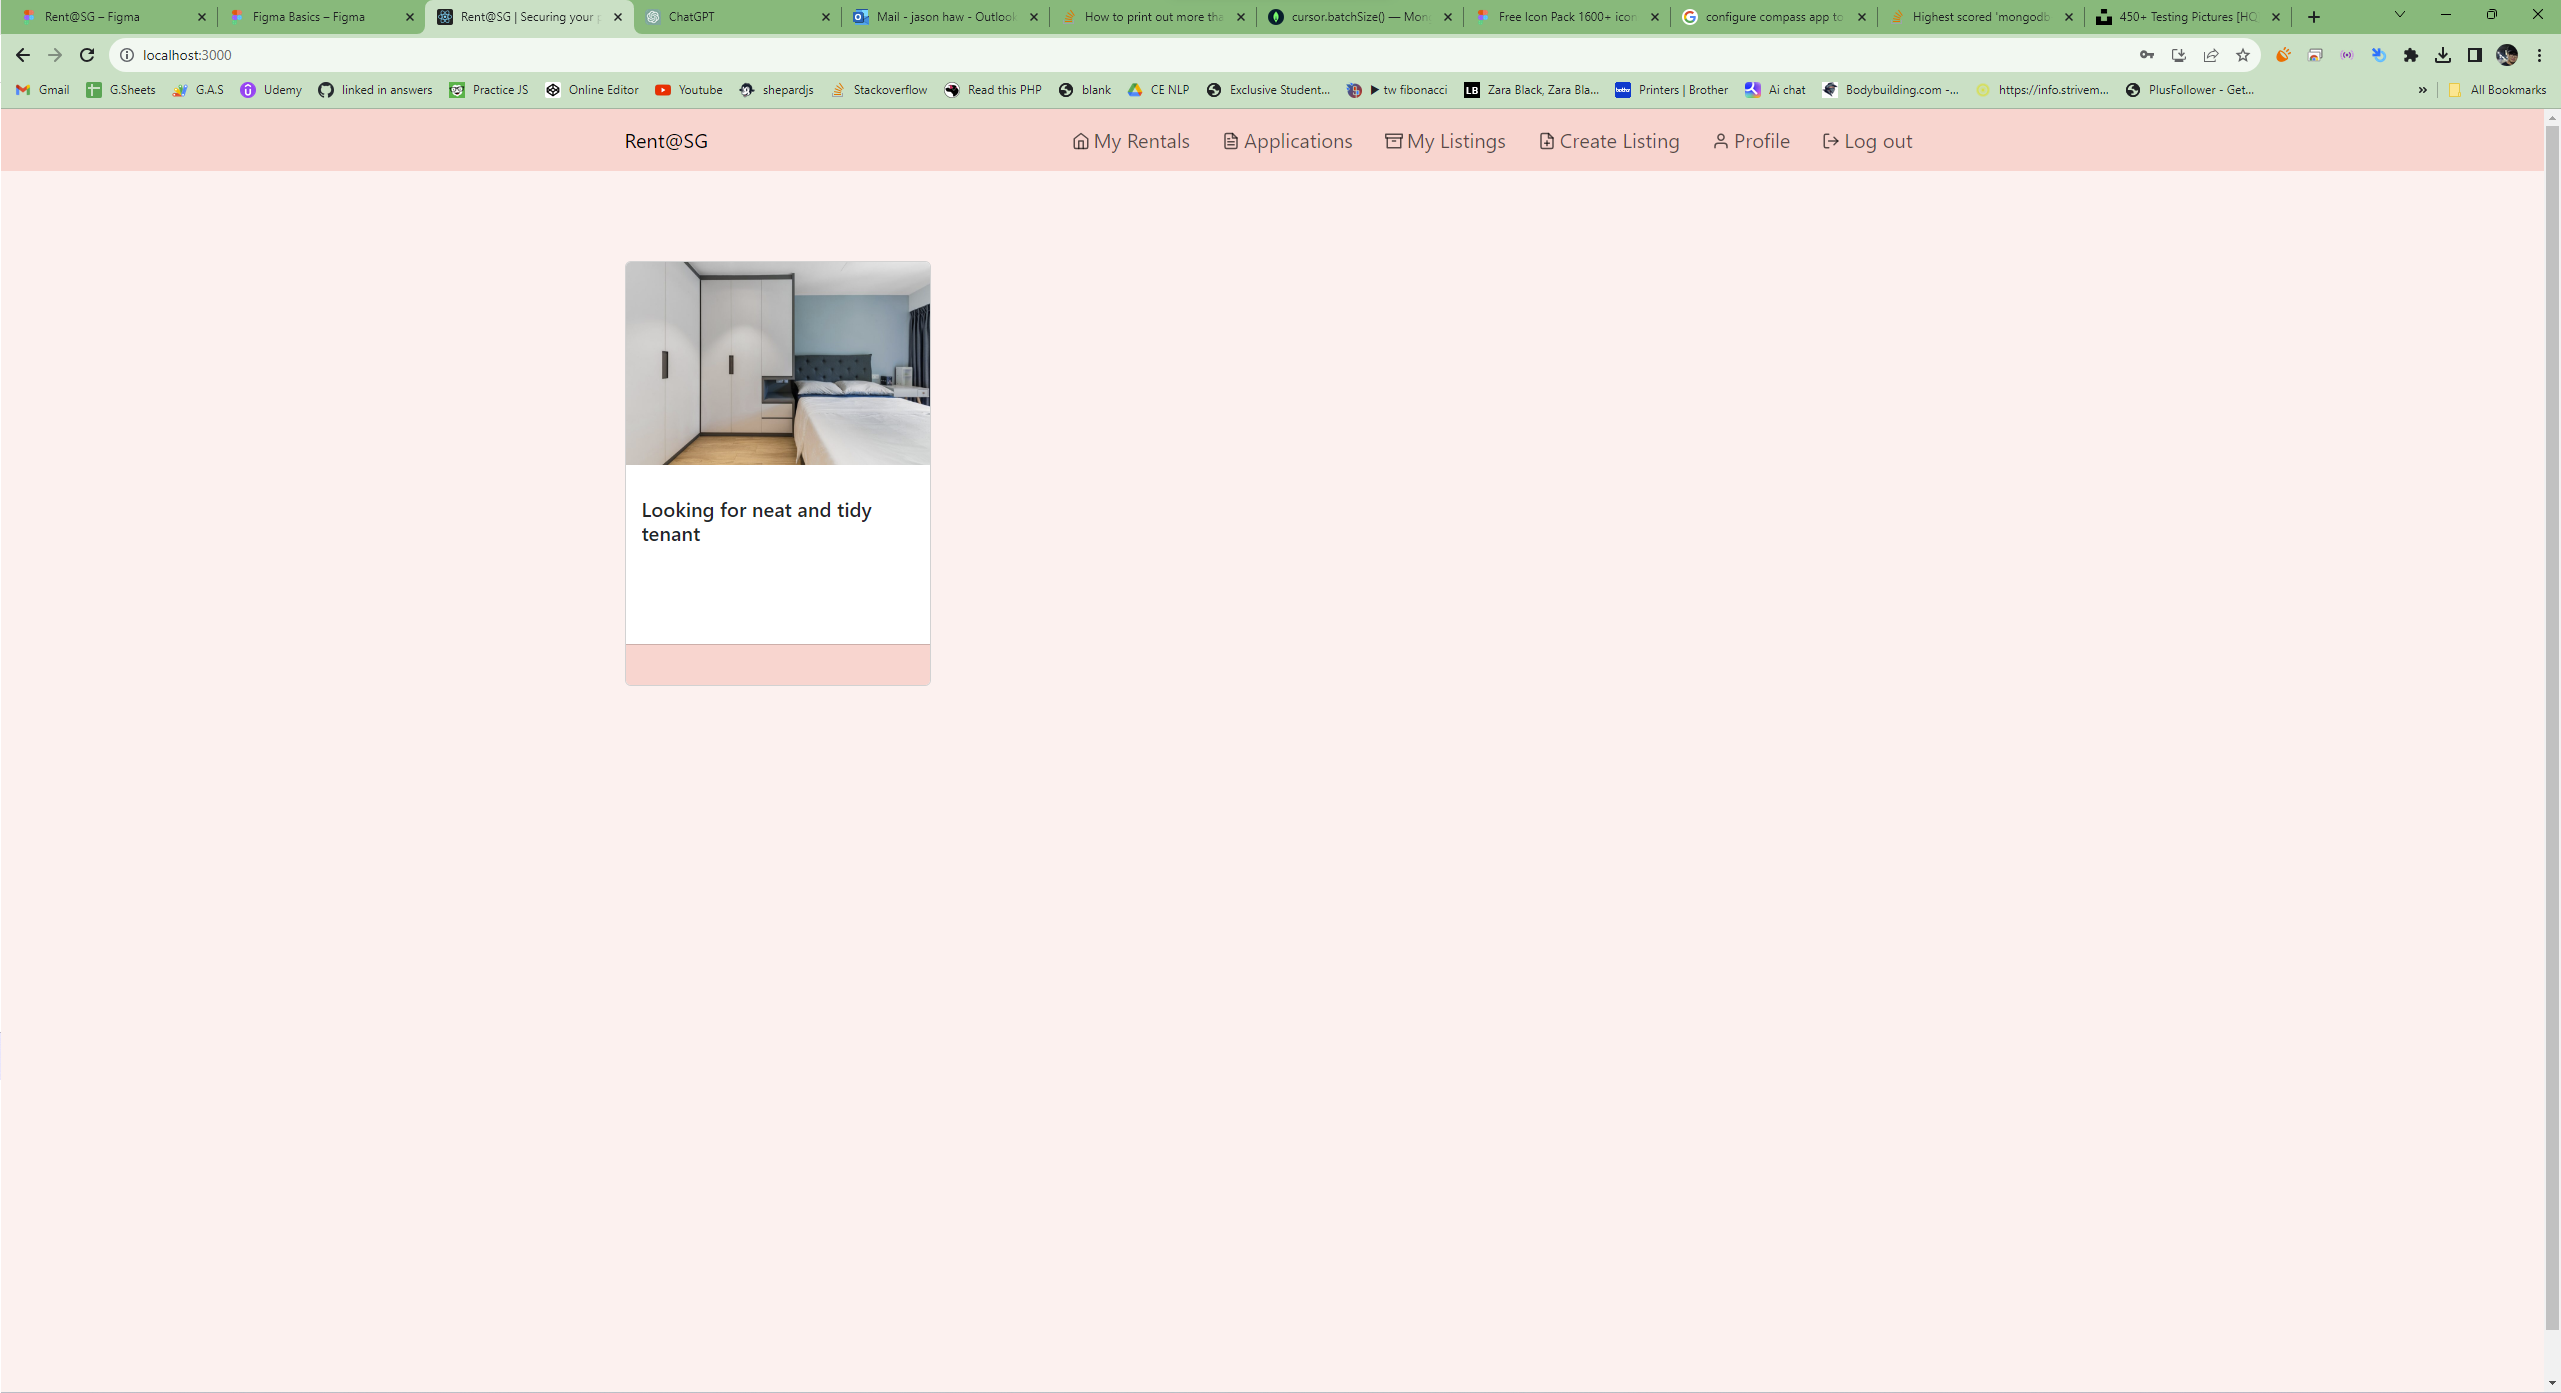 Rent@SG – Figma
Figma Basics – Figma
Rent@SG | Securing your
ChatGPT
Mail - jason haw - Outlook
How to print out more tha
cursor.batchSize() — Mon
Free Icon Pack 1600+ icon
configure compass app to
Highest scored 'mongodb
450+ Testing Pictures [HQ
localhost:3000
Gmail
G.Sheets
G.A.S
Udemy
linked in answers
Practice JS
Online Editor
Youtube
shepardjs
Stackoverflow
Read this PHP
blank
CE NLP
Exclusive Student...
▶ tw fibonacci
LB
Zara Black, Zara Bla...
brother
Printers | Brother
Ai chat
Bodybuilding.com -...
https://info.strivem...
PlusFollower - Get...
»
All Bookmarks
Rent@SG
My Rentals
Applications
My Listings
Create Listing
Profile
Log out
Looking for neat and tidy
tenant